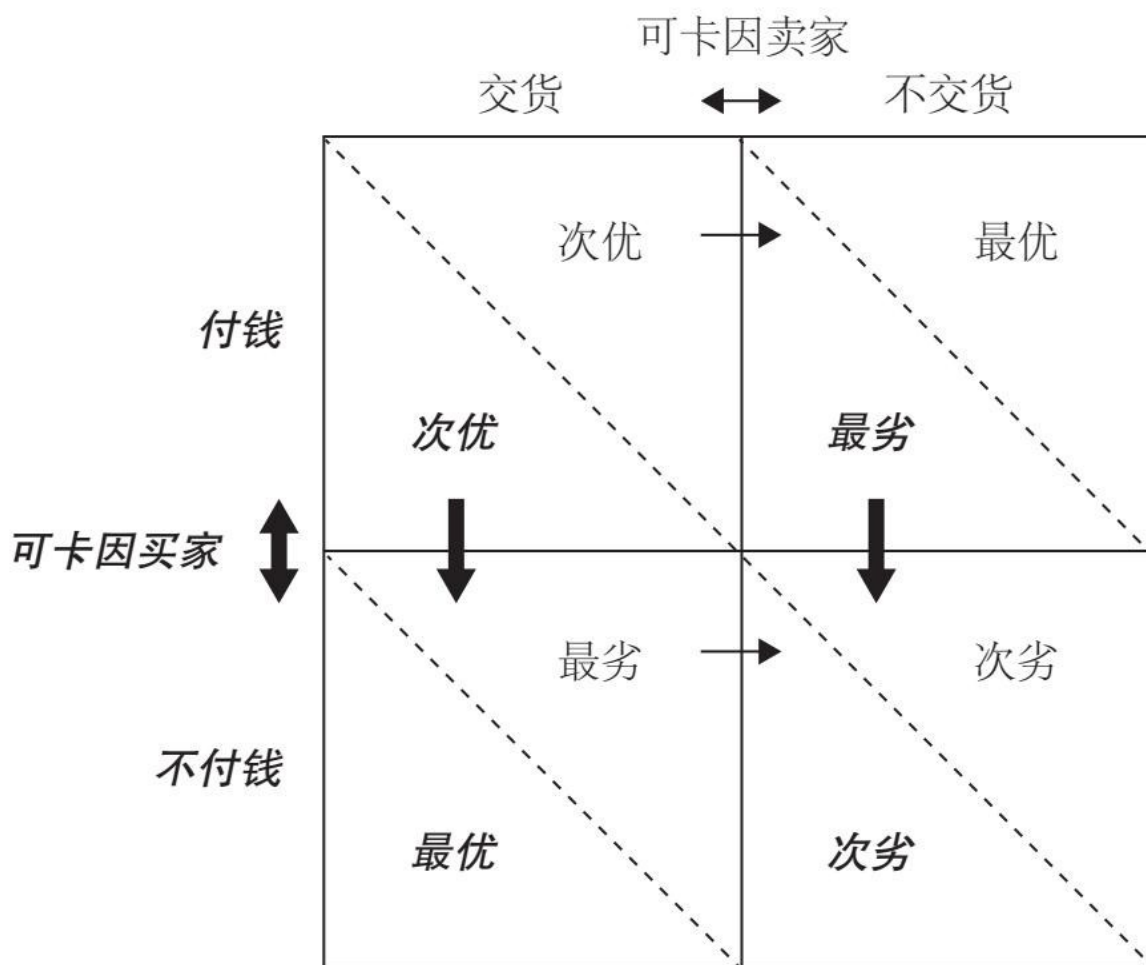 可卡因卖家
交货 不交货
次优 最优
付钱
次优 最劣
可卡因买家
最劣 次劣
不付钱
最优 次劣